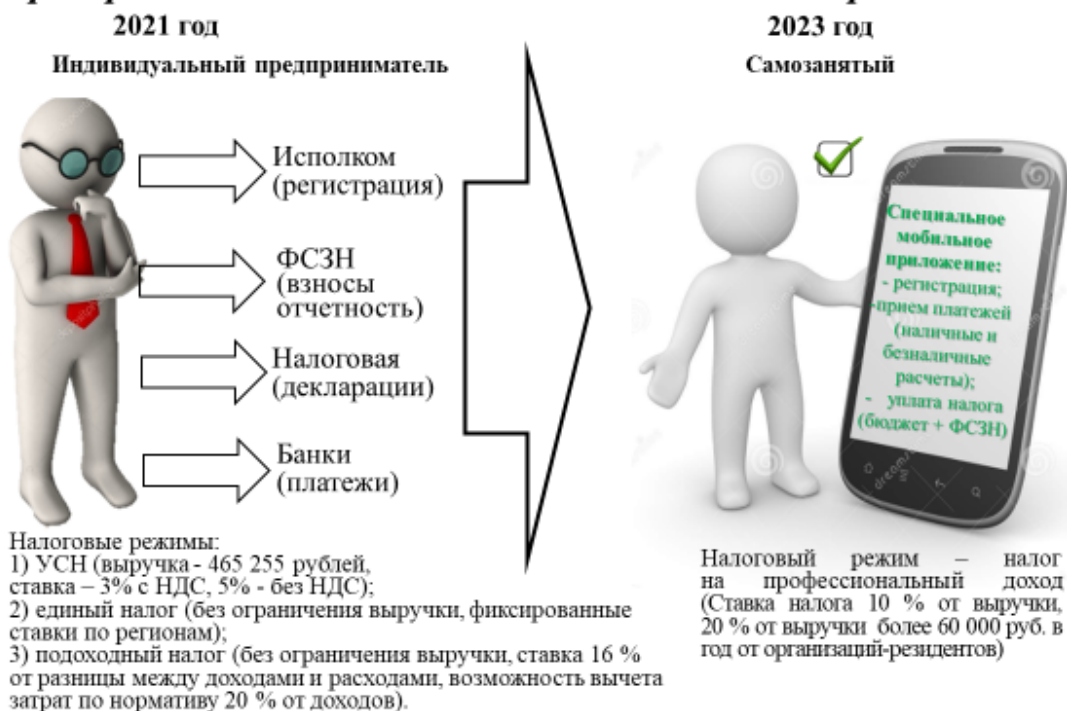 2021 год
Индивидуальный предприниматель
Исполком
(регистрация)
ФСЗН
(взносы
отчетность)
Налоговая
(декларации)
Банки
(платежи)
Налоговые режимы:
1) УСН (выручка - 465 255 рублей,
ставка – 3% с НДС, 5% - без НДС);
2) единый налог (без ограничения выручки, фиксированные
ставки по регионам);
3) подоходный налог (без ограничения выручки, ставка 16 %
от разницы между доходами и расходами, возможность вычета
затрат по нормативу 20 % от доходов).
2023 год
Самозанятый
Специальное
мобильное
приложение:
- регистрация;
-прием платежей
(наличные и
безналичные
расчеты);
- уплата налога
(бюджет + ФСЗН)
Налоговый режим – налог
на профессиональный доход
(Ставка налога 10 % от выручки,
20 % от выручки более 60 000 руб. в
год от организаций-резидентов)